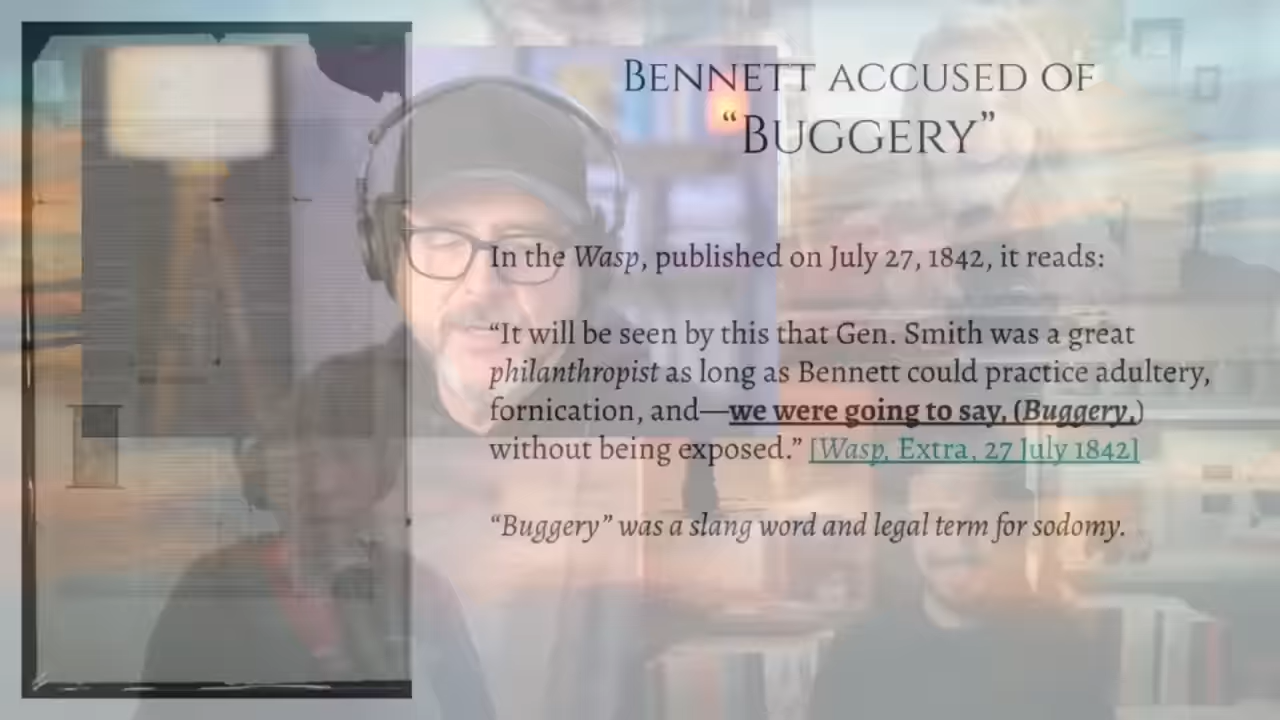 BENNETT ACCUSED OF
“BUGGERY”
In the Wasp, published on July 27, 1842, it reads:
“It will be seen by this that Gen. Smith was a great
philanthropist as long as Bennett could practice adultery,
fornication, and—we were going to say, (Buggery,)
without being exposed.” [Wasp, Extra, 27 July 1842]
“Buggery” was a slang word and legal term for sodomy.